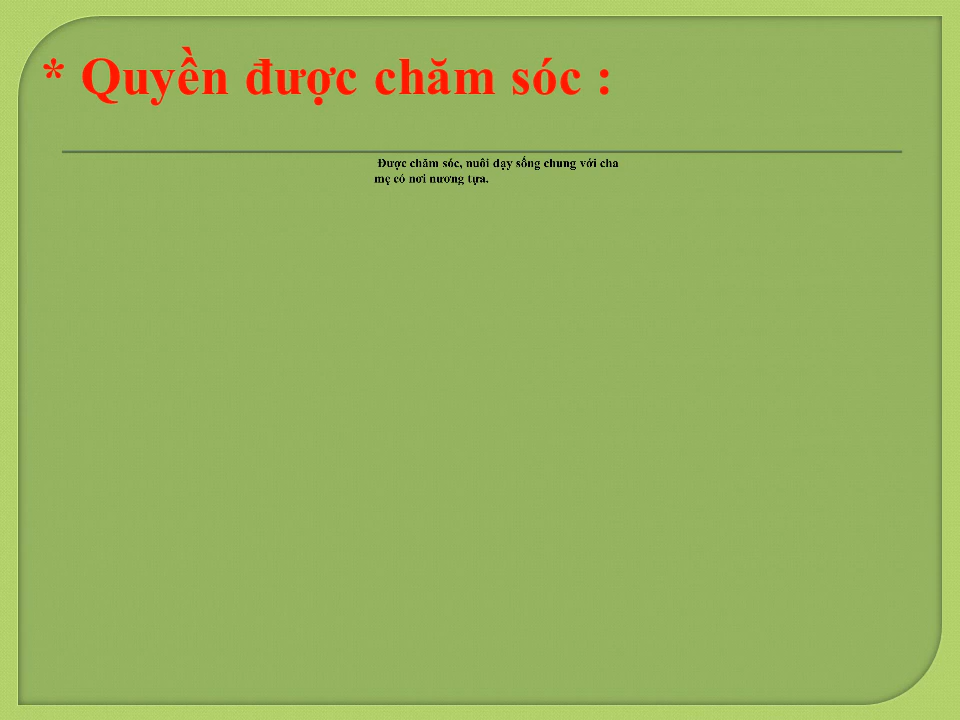 * Quyền được chăm sóc :
Được chăm sóc, nuôi dạy sống chung với cha
mẹ có nơi nương tựa.